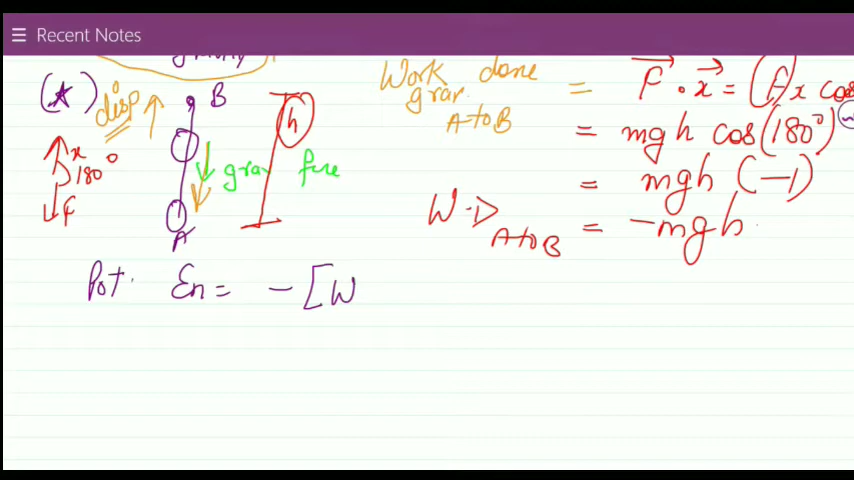 ☰ Recent Notes
gravity
(★) disp B
h
x
180°
F
grav force
A
Work done
grav.
A to B
= F⃗ . x⃗ = (F)x cos
= mgh cos(180°)
= mgh (-1)
W.D A to B = -mgh
Pot. En = - [W